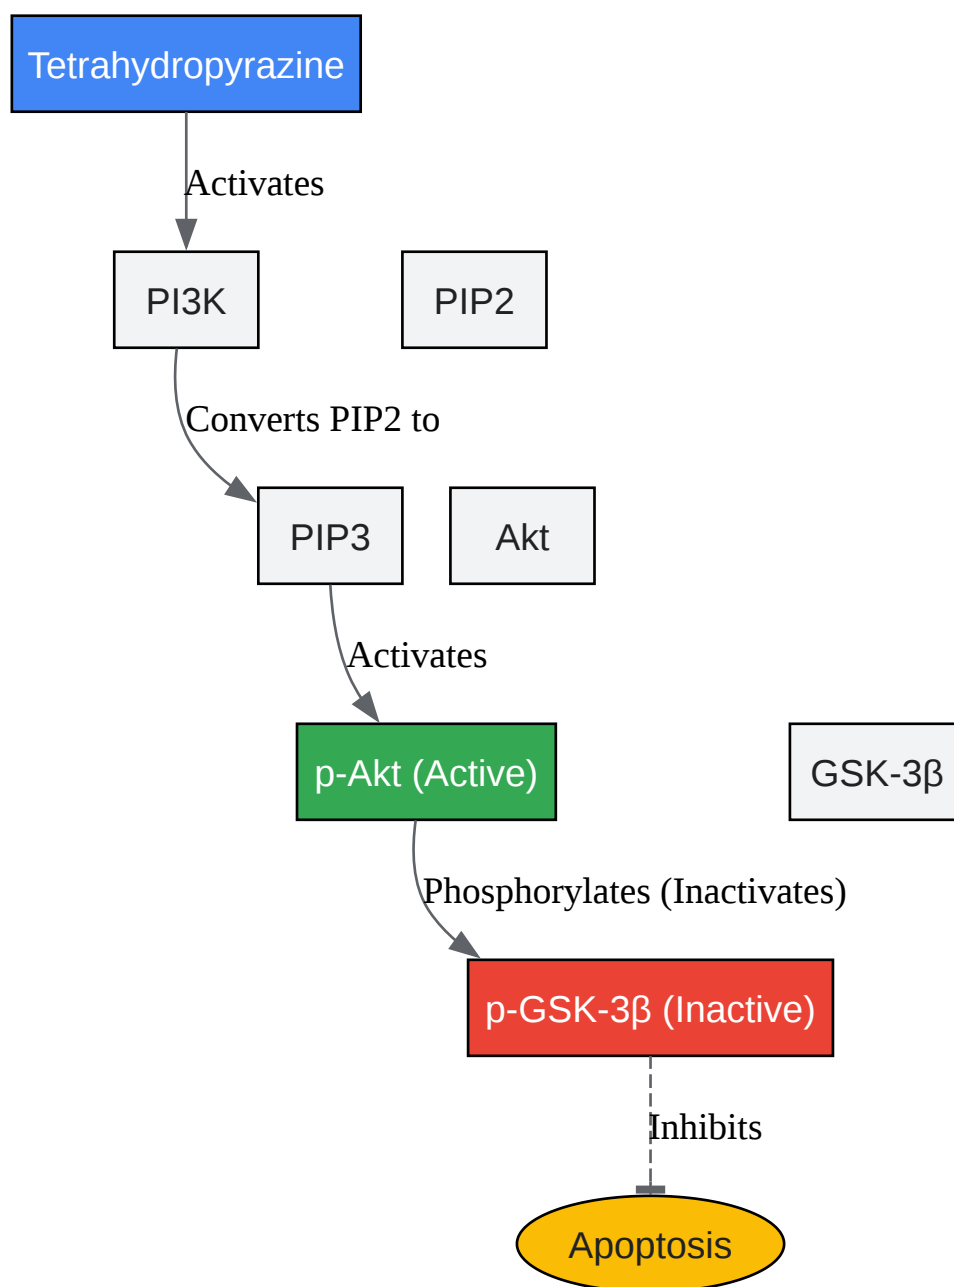 Tetrahydropyrazine
Activates
PI3K
PIP2
Converts PIP2 to
PIP3
Akt
Activates
p-Akt (Active)
GSK-3β
Phosphorylates (Inactivates)
p-GSK-3β (Inactive)
Inhibits
Apoptosis